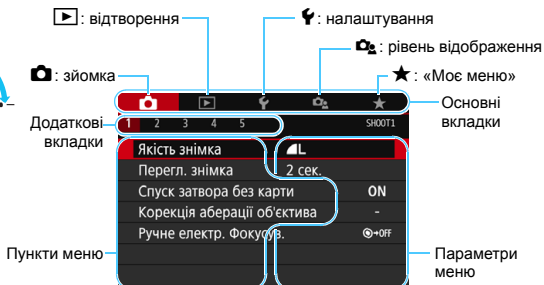 : відтворення
: налаштування
: рівень відображення
: зйомка
: «Моє меню»
Основні
вкладки
Додаткові
вкладки
1 2 3 4 5 SHOOT1
Якість знімка L
Перегл. знімка 2 сек.
Спуск затвора без карти ON
Корекція аберації об'єктива -
Ручне електр. Фокусув. OFF
Пункти меню
Параметри
меню